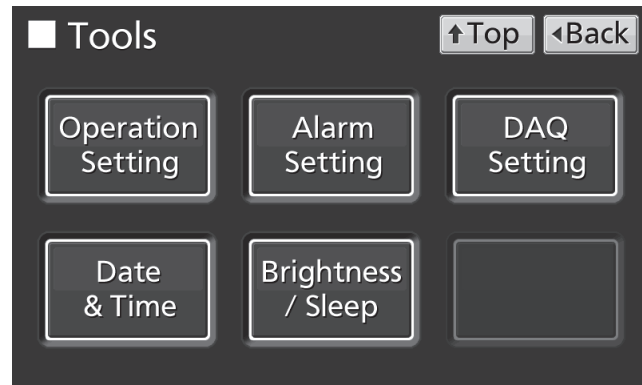 Tools
↑Top
◂Back
Operation
Setting
Alarm
Setting
DAQ
Setting
Date
& Time
Brightness
/ Sleep